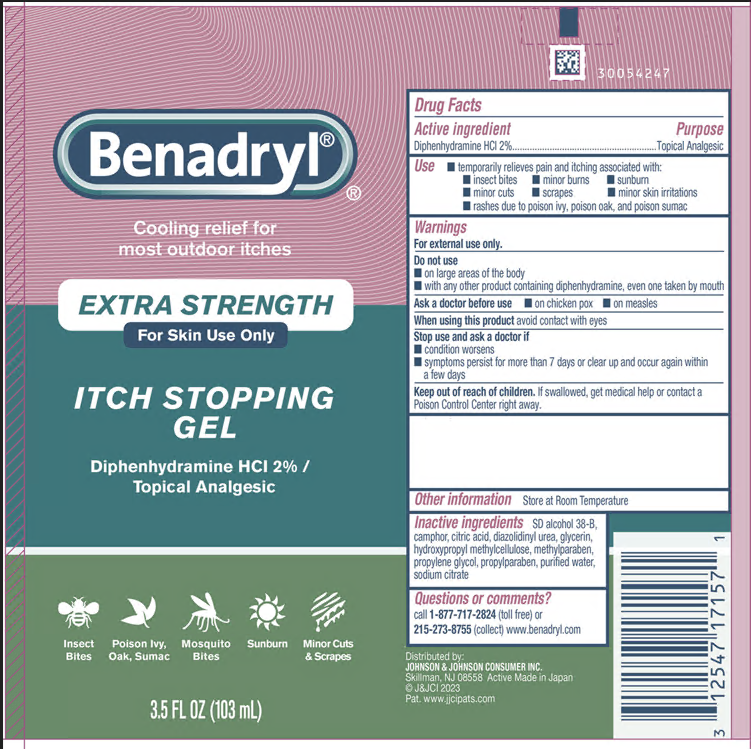 30054247
Benadryl®
®
Cooling relief for
most outdoor itches
EXTRA STRENGTH
For Skin Use Only
ITCH STOPPING
GEL
Diphenhydramine HCl 2% /
Topical Analgesic
Insect
Bites
Poison Ivy,
Oak, Sumac
Mosquito
Bites
Sunburn
Minor Cuts
& Scrapes
3.5 FL OZ (103 mL)
Drug Facts
Active ingredient Purpose
Diphenhydramine HCl 2%.....................................................Topical Analgesic
Use ■ temporarily relieves pain and itching associated with:
■ insect bites ■ minor burns ■ sunburn
■ minor cuts ■ scrapes ■ minor skin irritations
■ rashes due to poison ivy, poison oak, and poison sumac
Warnings
For external use only.
Do not use
■ on large areas of the body
■ with any other product containing diphenhydramine, even one taken by mouth
Ask a doctor before use ■ on chicken pox ■ on measles
When using this product avoid contact with eyes
Stop use and ask a doctor if
■ condition worsens
■ symptoms persist for more than 7 days or clear up and occur again within
a few days
Keep out of reach of children. If swallowed, get medical help or contact a
Poison Control Center right away.
Other information Store at Room Temperature
Inactive ingredients SD alcohol 38-B,
camphor, citric acid, diazolidinyl urea, glycerin,
hydroxypropyl methylcellulose, methylparaben,
propylene glycol, propylparaben, purified water,
sodium citrate
Questions or comments?
call 1-877-717-2824 (toll free) or
215-273-8755 (collect) www.benadryl.com
Distributed by:
JOHNSON & JOHNSON CONSUMER INC.
Skillman, NJ 08558 Active Made in Japan
© J&JCI 2023
Pat. www.jjcipats.com
3 12547 17157 1